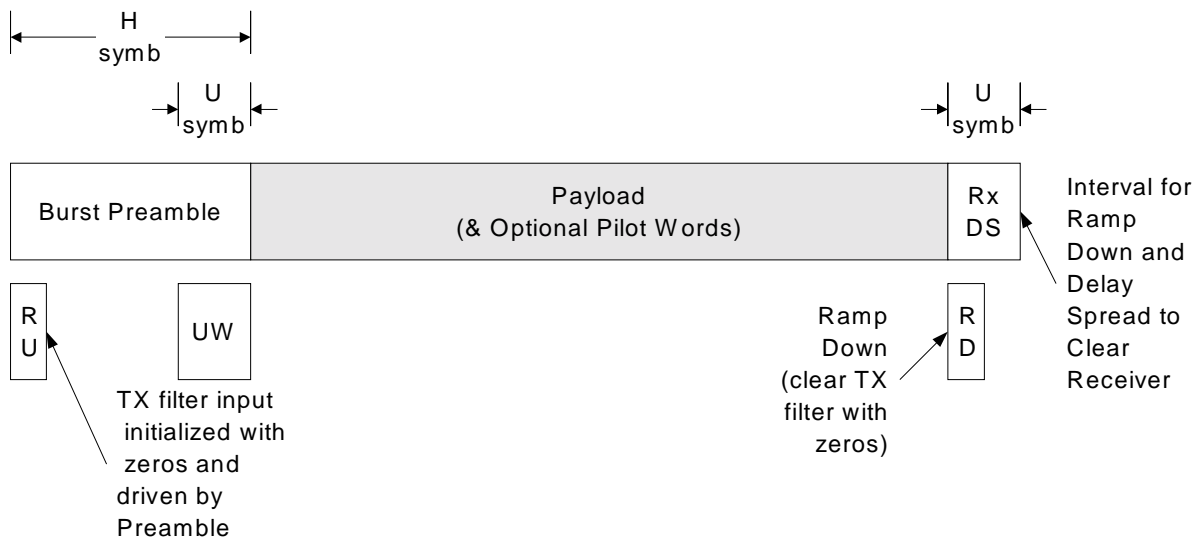 H
symb
U
symb
U
symb
Burst Preamble
Payload
(& Optional Pilot Words)
Rx
DS
Interval for
Ramp
Down and
Delay
Spread to
Clear
Receiver
R
U
UW
TX filter input
initialized with
zeros and
driven by
Preamble
Ramp
Down
(clear TX
filter with
zeros)
R
D